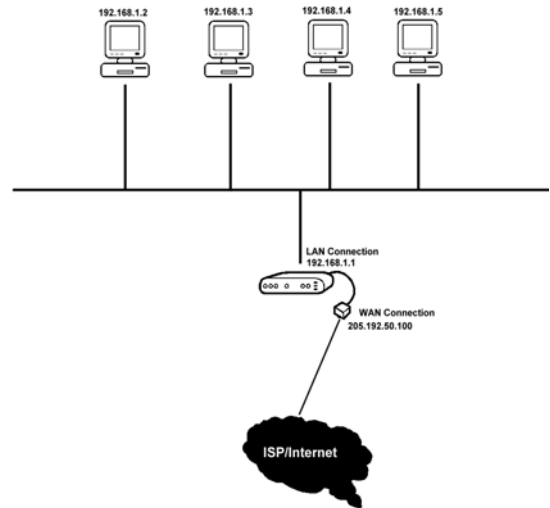 192.168.1.2
192.168.1.3
192.168.1.4
192.168.1.5
LAN Connection
192.168.1.1
WAN Connection
205.192.50.100
ISP/Internet